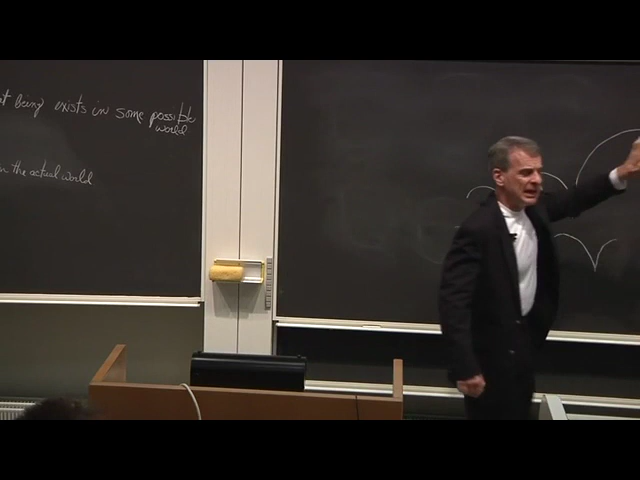 being exists in some possible
world
the actual world